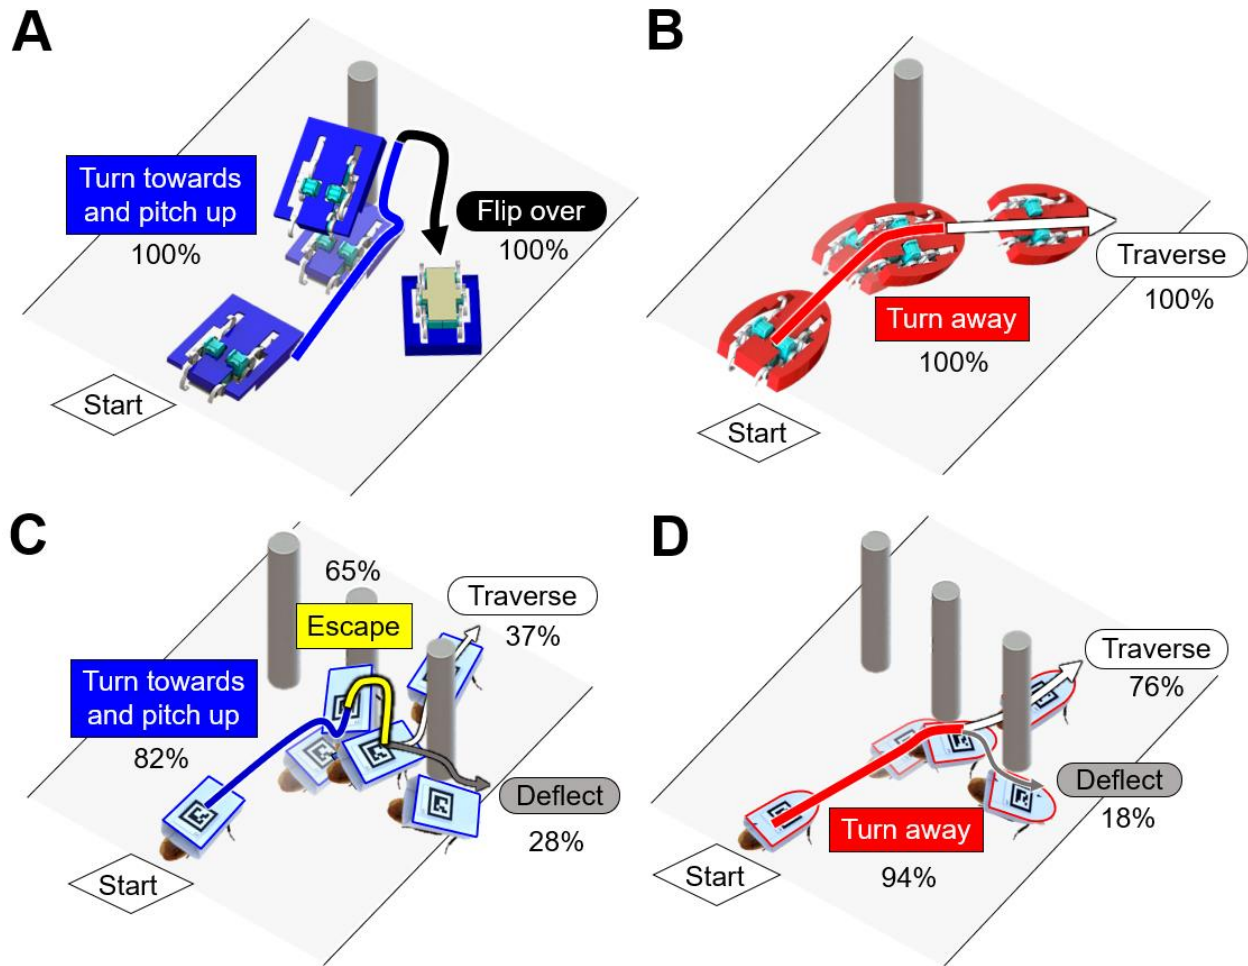 A
Turn towards
and pitch up
100%
Flip over
100%
Start
B
Traverse
100%
Turn away
100%
Start
C
65%
Escape
Traverse
37%
Turn towards
and pitch up
82%
Deflect
28%
Start
D
Traverse
76%
Deflect
18%
Turn away
94%
Start